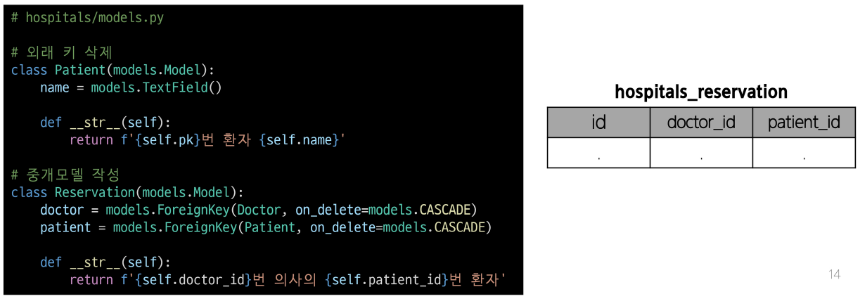 # hospitals/models.py
# 외래 키 삭제
class Patient(models.Model):
    name = models.TextField()
    def __str__(self):
        return f'{self.pk}번 환자 {self.name}'
# 중개모델 작성
class Reservation(models.Model):
    doctor = models.ForeignKey(Doctor, on_delete=models.CASCADE)
    patient = models.ForeignKey(Patient, on_delete=models.CASCADE)
    def __str__(self):
        return f'{self.doctor_id}번 의사의 {self.patient_id}번 환자'
hospitals_reservation
id doctor_id patient_id
. . .
14